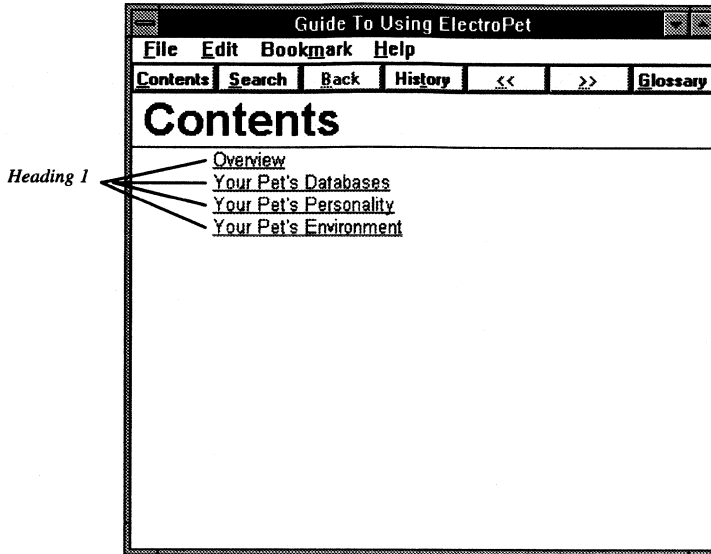 Guide To Using ElectroPet
File Edit Bookmark Help
Contents Search Back History << >> Glossary
Contents
Heading 1
Overview
Your Pet's Databases
Your Pet's Personality
Your Pet's Environment